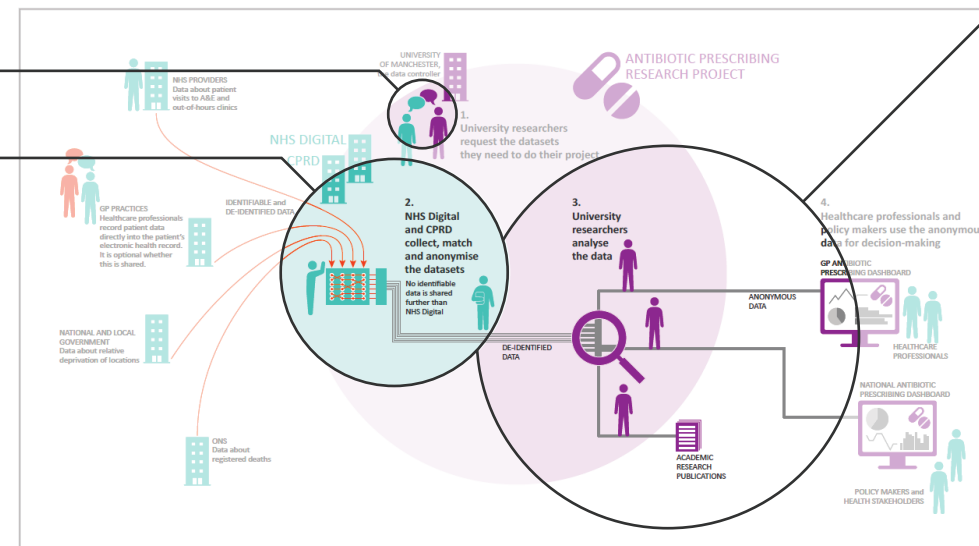 UNIVERSITY
OF MANCHESTER,
the data controller
ANTIBIOTIC PRESCRIBING
RESEARCH PROJECT
NHS PROVIDERS
Data about patient
visits to A&E and
out-of-hours clinics
1.
University researchers
request the datasets
they need to do their project
NHS DIGITAL
CPRD
GP PRACTICES
Healthcare professionals
record patient data
directly into the patient's
electronic health record.
It is optional whether
this is shared.
IDENTIFIABLE and
DE-IDENTIFIED DATA
2.
NHS Digital
and CPRD
collect, match
and anonymise
the datasets
No identifiable
data is shared
further than
NHS Digital
3.
University
researchers
analyse
the data
4.
Healthcare professionals and
policy makers use the anonymou
data for decision-making
GP ANTIBIOTIC
PRESCRIBING DASHBOARD
ANONYMOUS
DATA
HEALTHCARE
PROFESSIONALS
NATIONAL AND LOCAL
GOVERNMENT
Data about relative
deprivation of locations
DE-IDENTIFIED
DATA
NATIONAL ANTIBIOTIC
PRESCRIBING DASHBOARD
ONS
Data about
registered deaths
ACADEMIC
RESEARCH
PUBLICATIONS
POLICY MAKERS and
HEALTH STAKEHOLDERS